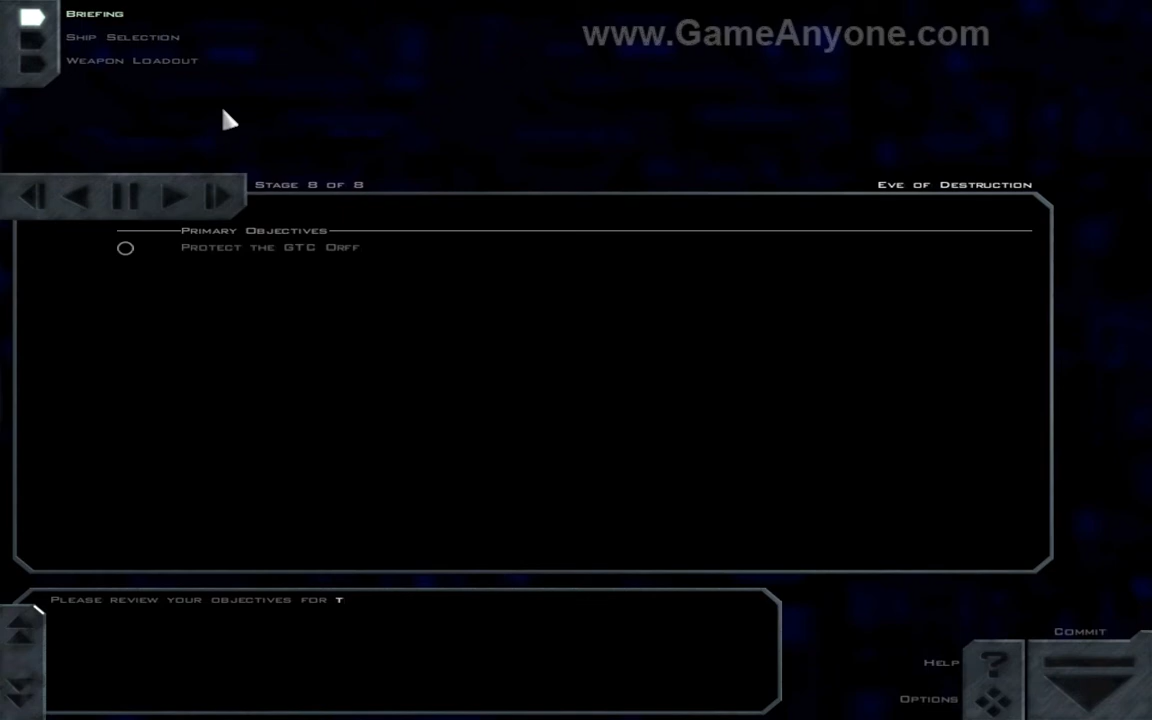 Briefing
Ship Selection
Weapon Loadout
www.GameAnyone.com
Stage 8 of 8
Eve of Destruction
Primary Objectives
Protect the GTC Orff
Please review your objectives for t
Commit
Help
?
Options